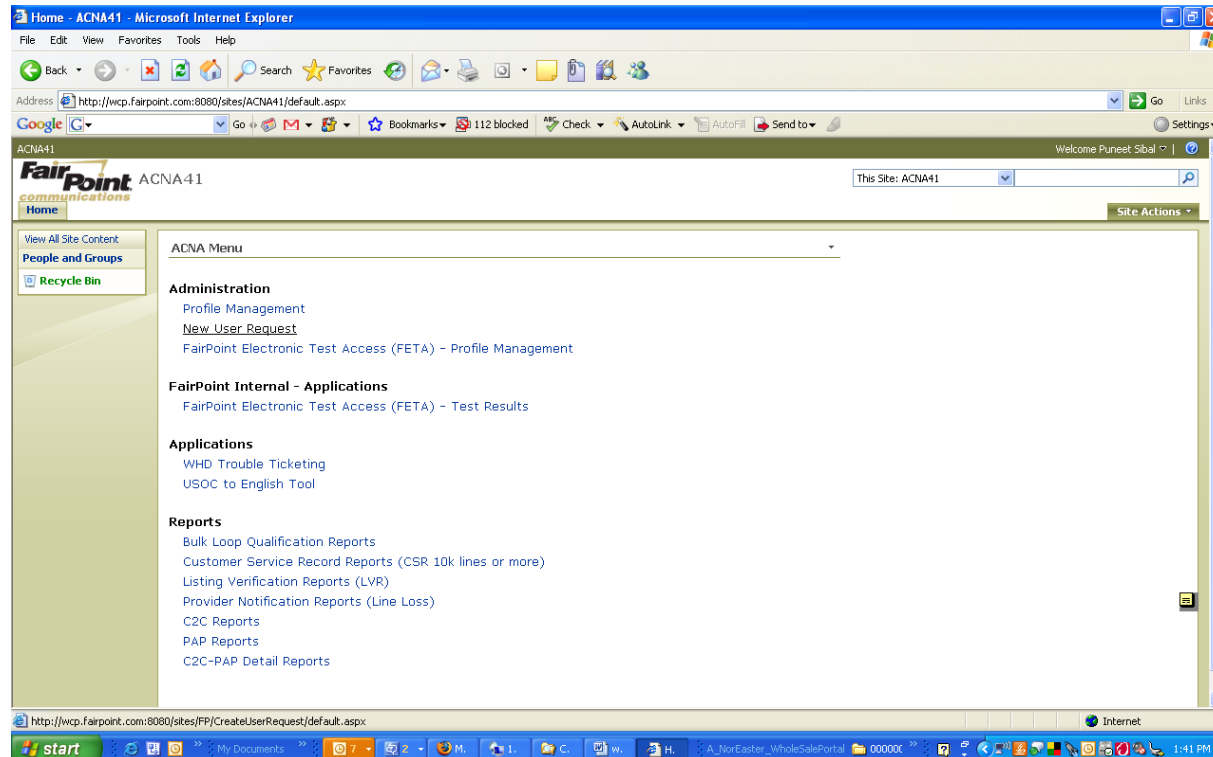 Home - ACNA41 - Microsoft Internet Explorer
File Edit View Favorites Tools Help
Back Search Favorites
Address http://wcp.fairpoint.com:8080/sites/ACNA41/default.aspx Go Links
Google G Go Bookmarks 112 blocked ABC Check AutoLink AutoFill Send to Settings
ACNA41 Welcome Puneet Sibal
FairPoint communications ACNA41 This Site: ACNA41
Home Site Actions
View All Site Content
People and Groups
Recycle Bin
ACNA Menu
Administration
Profile Management
New User Request
FairPoint Electronic Test Access (FETA) - Profile Management
FairPoint Internal - Applications
FairPoint Electronic Test Access (FETA) - Test Results
Applications
WHD Trouble Ticketing
USOC to English Tool
Reports
Bulk Loop Qualification Reports
Customer Service Record Reports (CSR 10k lines or more)
Listing Verification Reports (LVR)
Provider Notification Reports (Line Loss)
C2C Reports
PAP Reports
C2C-PAP Detail Reports
http://wcp.fairpoint.com:8080/sites/FP/CreateUserRequest/default.aspx Internet
start My Documents 7 2 M. 1. C. w. H. A_NorEaster_WholeSalePortal 1:41 PM